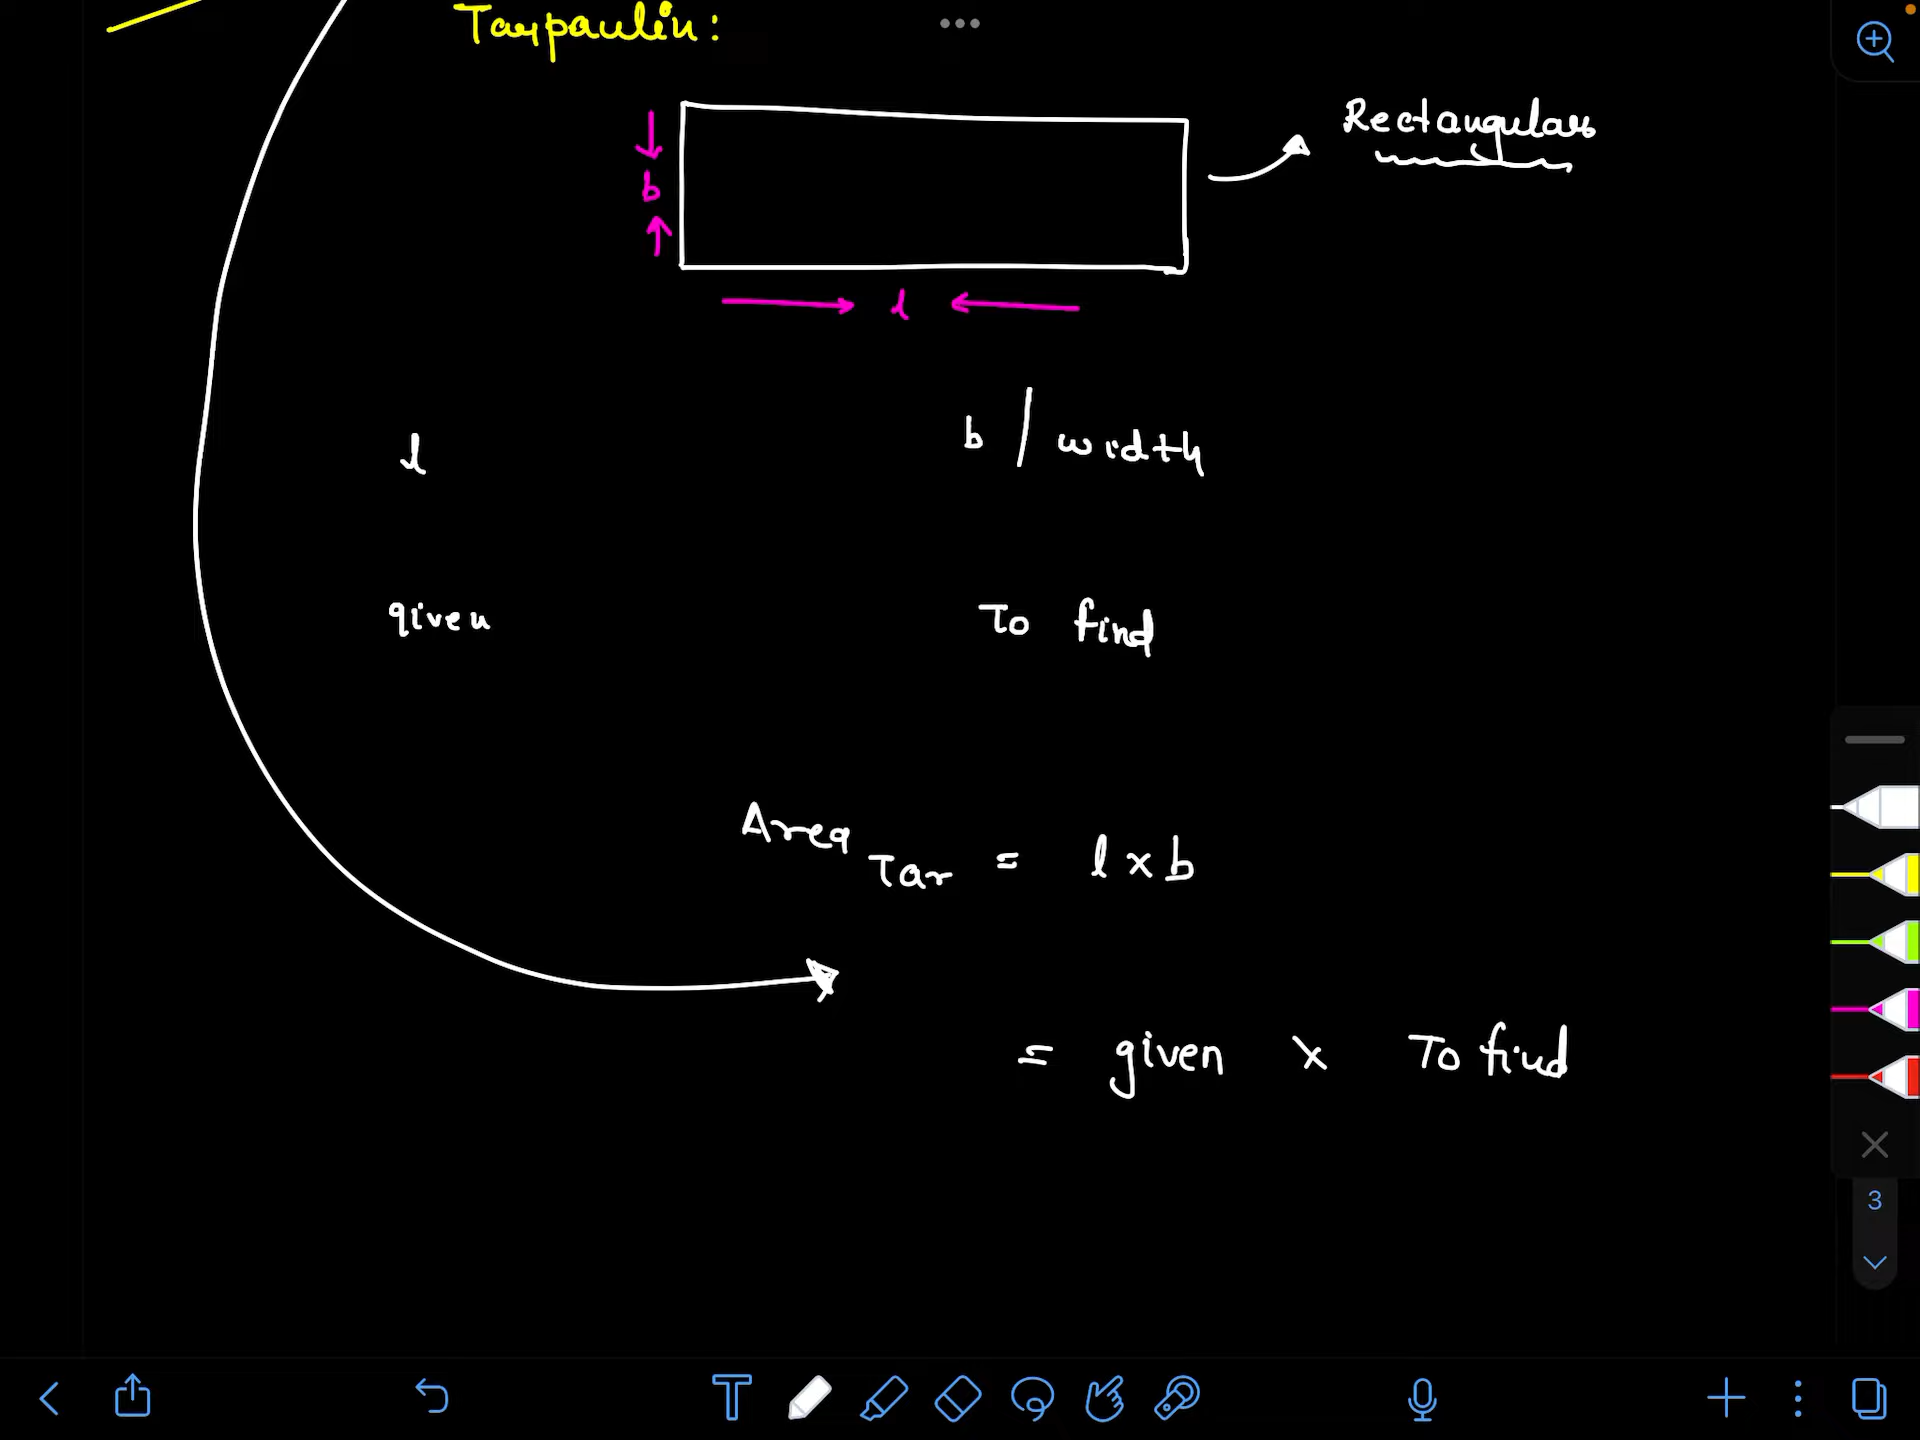 Tarpaulin:
Rectangular
b
l
l b / width
given To find
Area Tar = l x b
= given x To find
3